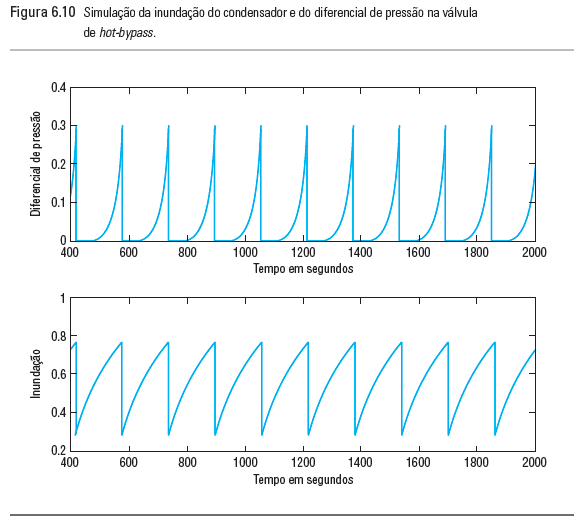 Figura 6.10 Simulação da inundação do condensador e do diferencial de pressão na válvula
de hot-bypass.
0.4
0.3
0.2
0.1
0
Diferencial de pressão
400 600 800 1000 1200 1400 1600 1800 2000
Tempo em segundos
1
0.8
0.6
0.4
0.2
Inundação
400 600 800 1000 1200 1400 1600 1800 2000
Tempo em segundos